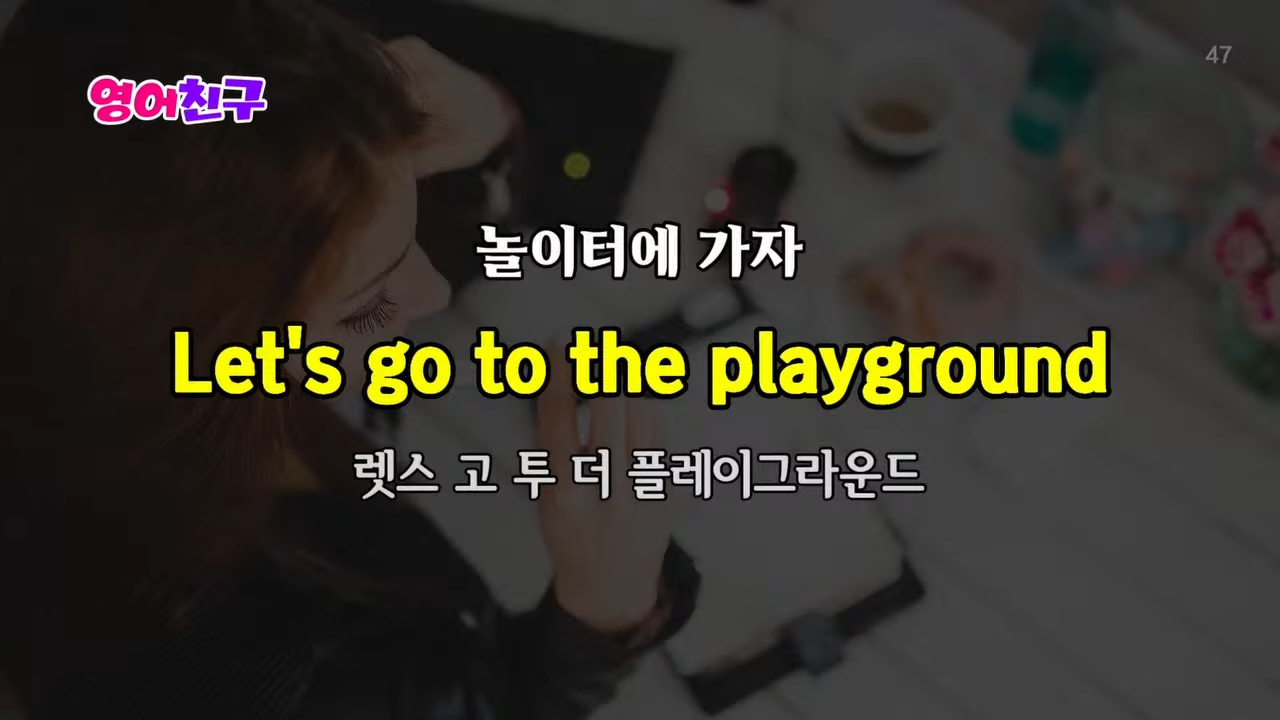 47
영어친구
놀이터에 가자
Let's go to the playground
렛스 고 투 더 플레이그라운드